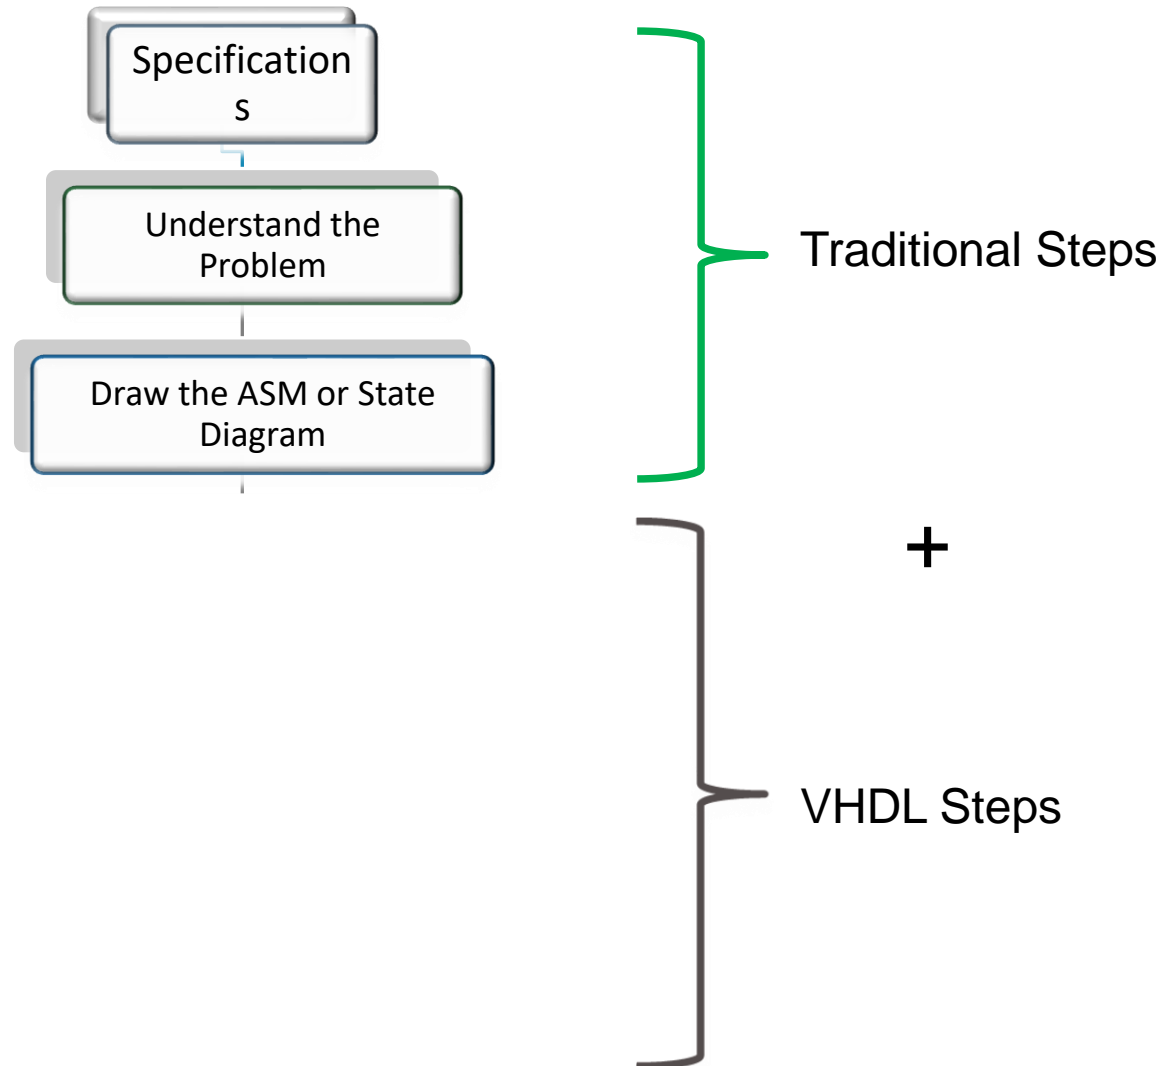 Specification
s
Understand the
Problem
Traditional Steps
Draw the ASM or State
Diagram
+
VHDL Steps